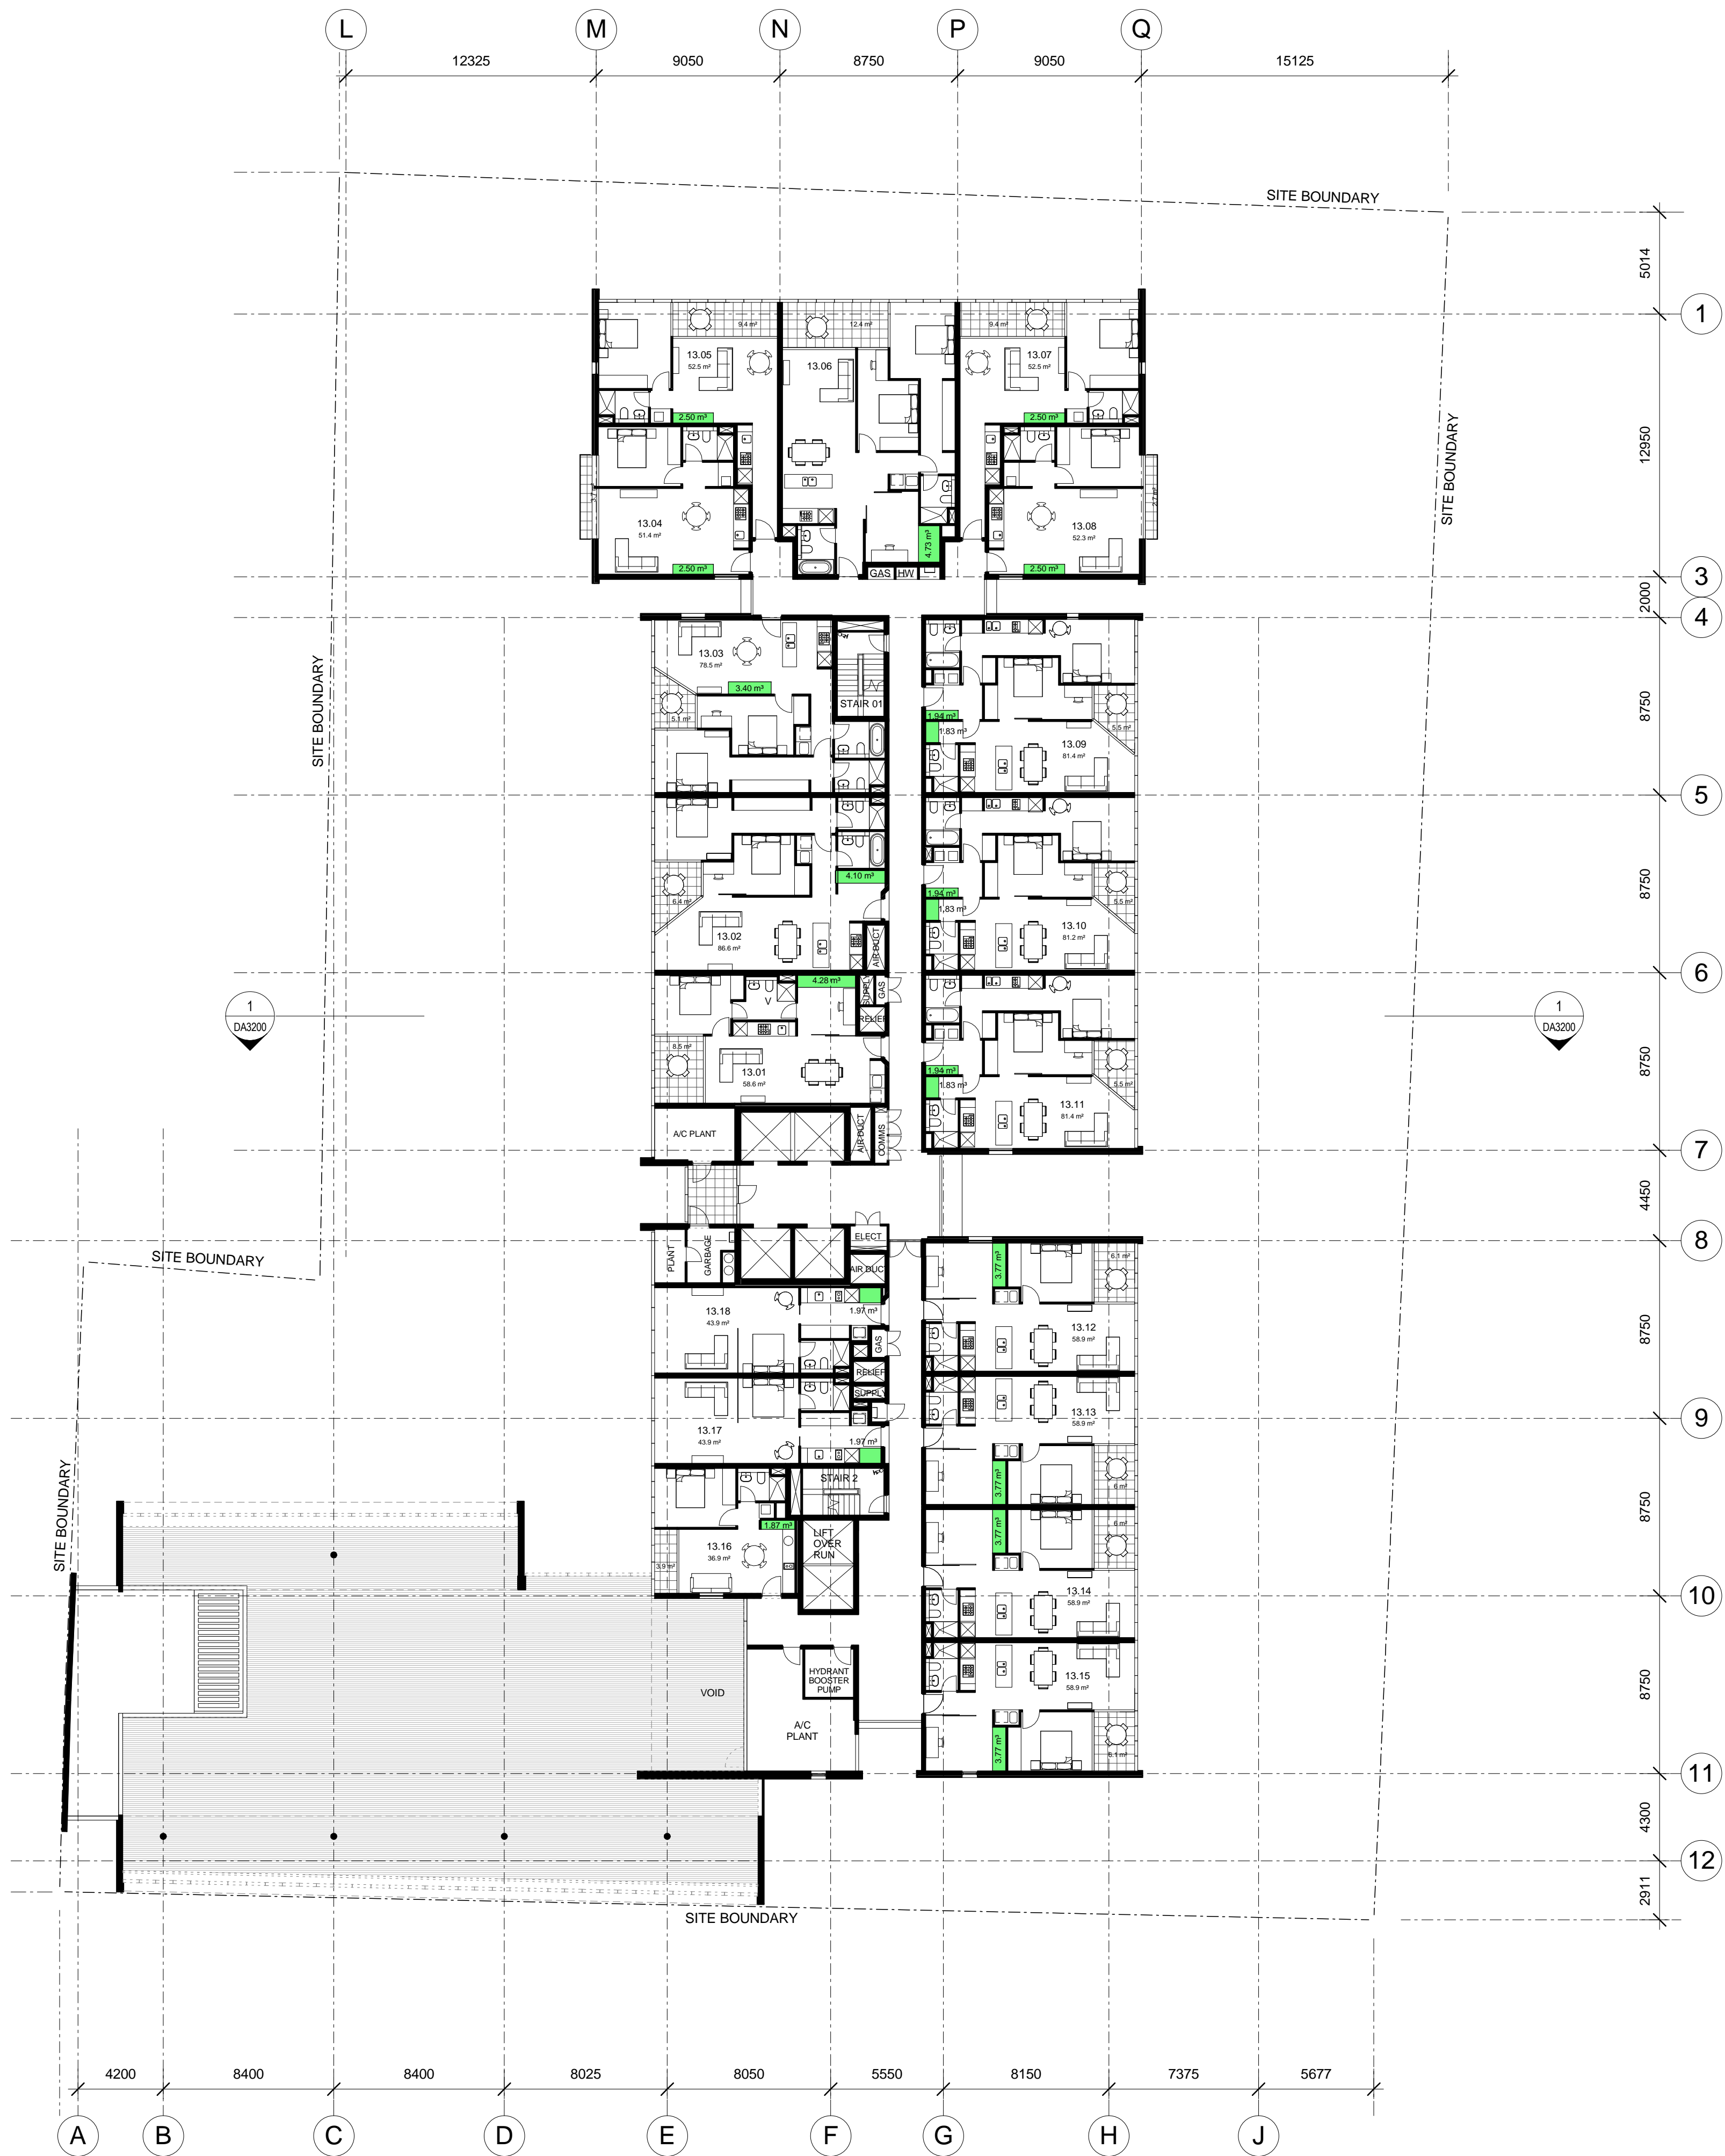 L
M
N
P
Q
12325
9050
8750
9050
15125
SITE BOUNDARY
5014
1
9.4 m²
12.4 m²
9.4 m²
13.05
52.5 m²
13.06
13.07
52.5 m²
2.50 m³
2.50 m³
SITE BOUNDARY
12950
2.7 m²
13.04
51.4 m²
13.08
52.3 m²
4.73 m³
2.50 m³
2.50 m³
GAS
HW
3
2000
4
13.03
78.5 m²
3.40 m³
STAIR 01
5.1 m²
SITE BOUNDARY
1.94 m³
1.83 m³
5.5 m²
13.09
81.4 m²
8750
5
4.10 m³
6.4 m²
13.02
86.6 m²
AIR DUCT
1.94 m³
1.83 m³
5.5 m²
13.10
81.2 m²
8750
6
4.28 m³
V
SUPPLY
GAS
RELIEF
1
DA3200
1
DA3200
8.5 m²
13.01
58.6 m²
1.94 m³
1.83 m³
5.5 m²
13.11
81.4 m²
8750
A/C PLANT
AIR DUCT
COMMS
7
4450
ELECT
PLANT
GARBAGE
AIR DUCT
8
SITE BOUNDARY
3.77 m³
6.1 m²
13.18
43.9 m²
1.97 m³
GAS
RELIEF
SUPPLY
13.12
58.9 m²
8750
13.17
43.9 m²
1.97 m³
13.13
58.9 m²
9
STAIR 2
3.77 m³
6 m²
SITE BOUNDARY
1.87 m³
13.16
36.9 m²
3.9 m²
LIFT
OVER
RUN
3.77 m³
6 m²
8750
13.14
58.9 m²
10
HYDRANT
BOOSTER
PUMP
VOID
A/C
PLANT
13.15
58.9 m²
3.77 m³
6.1 m²
8750
11
4300
12
2911
SITE BOUNDARY
4200
8400
8400
8025
8050
5550
8150
7375
5677
A
B
C
D
E
F
G
H
J